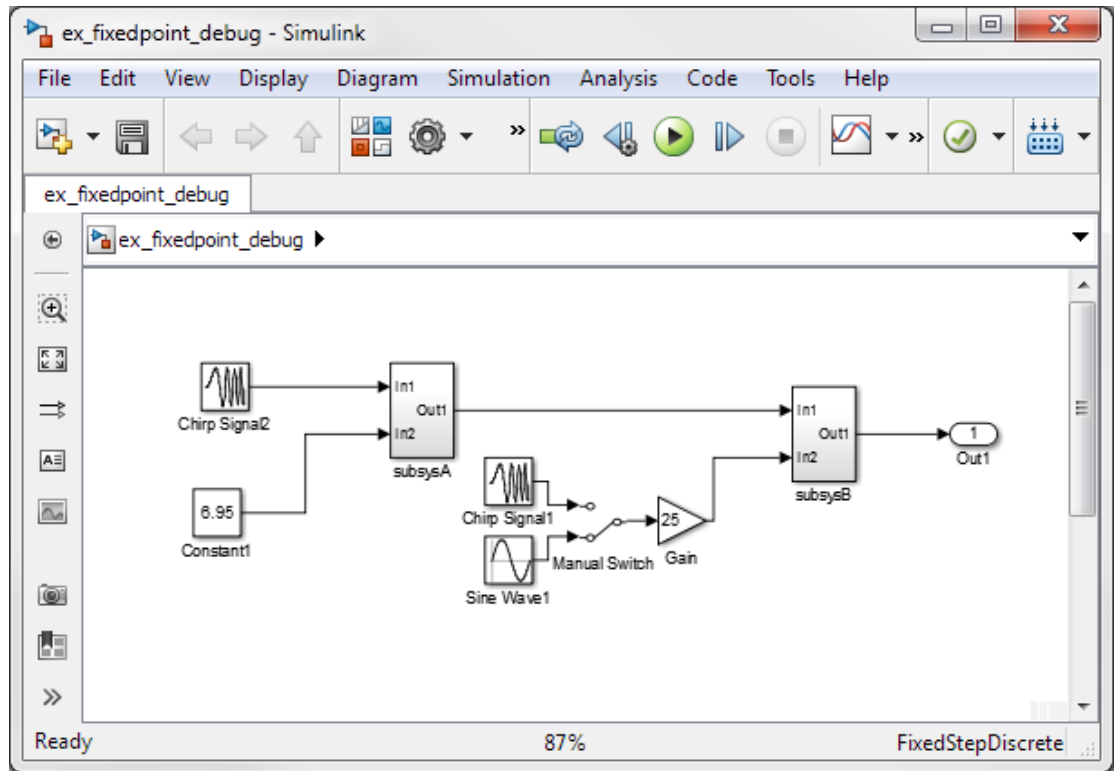 ex_fixedpoint_debug - Simulink
File Edit View Display Diagram Simulation Analysis Code Tools Help
ex_fixedpoint_debug
ex_fixedpoint_debug
In1
Out1
In2
subsysA
Chirp Signal2
6.95
Constant1
Chirp Signal1
Sine Wave1
Manual Switch
25
Gain
In1
Out1
In2
subsysB
1
Out1
Ready 87% FixedStepDiscrete